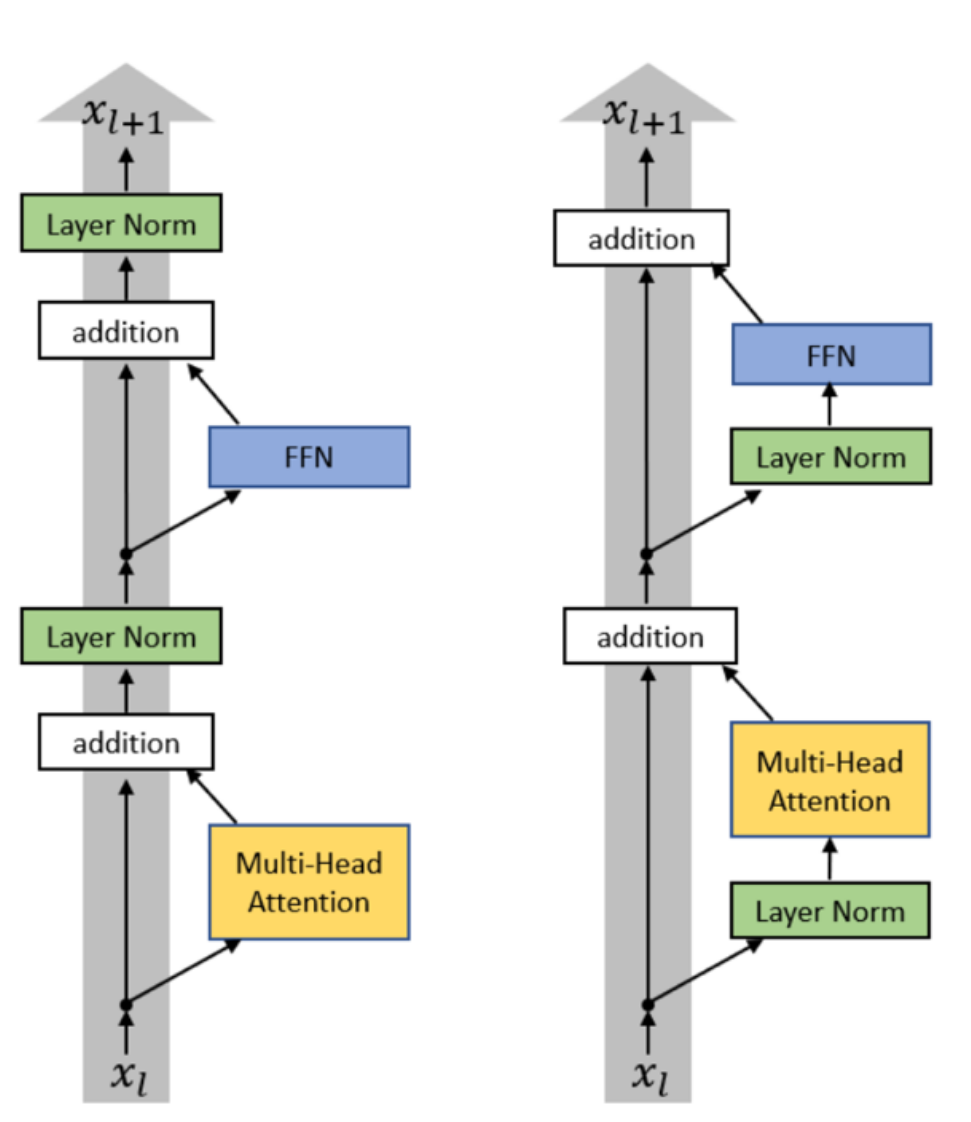 x_{l+1}
Layer Norm
addition
FFN
Layer Norm
addition
Multi-Head
Attention
x_l
x_{l+1}
addition
FFN
Layer Norm
addition
Multi-Head
Attention
Layer Norm
x_l